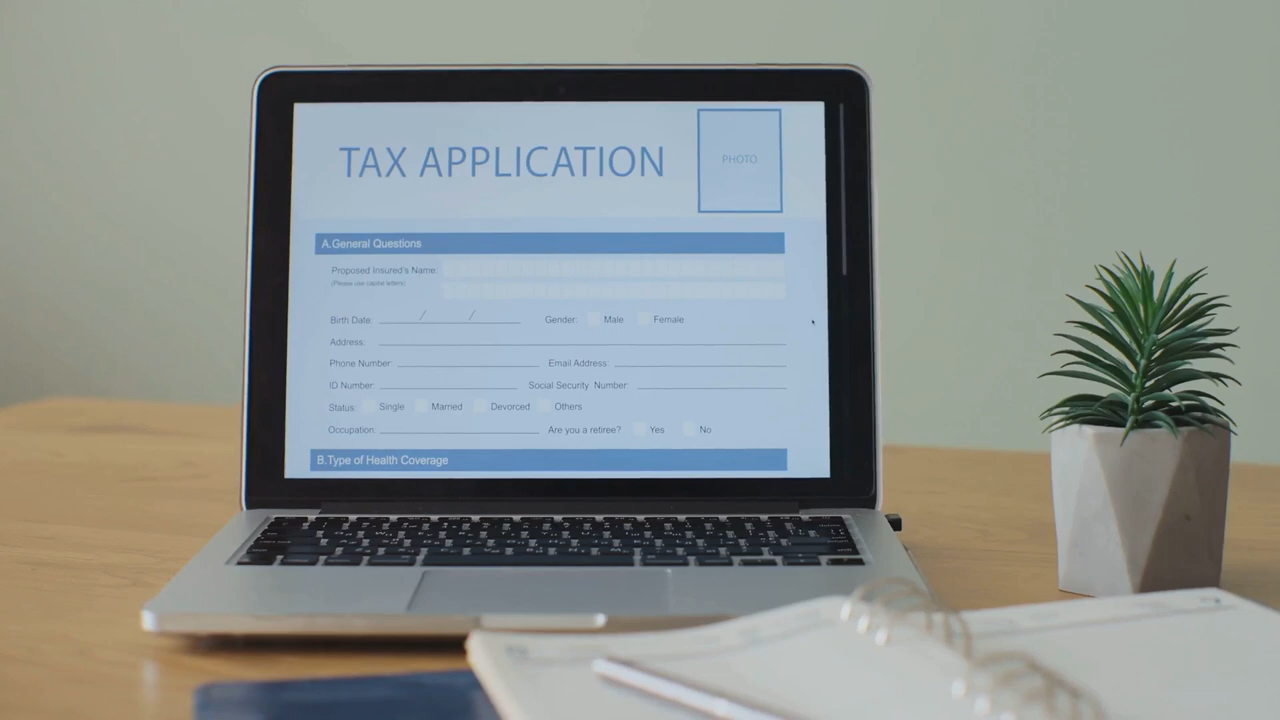 TAX APPLICATION
PHOTO
A.General Questions
Proposed Insured's Name:
(Please use capital letters)
Birth Date: / / Gender: Male Female
Address:
Phone Number: Email Address:
ID Number: Social Security Number:
Status: Single Married Devorced Others
Occupation: Are you a retiree? Yes No
B.Type of Health Coverage